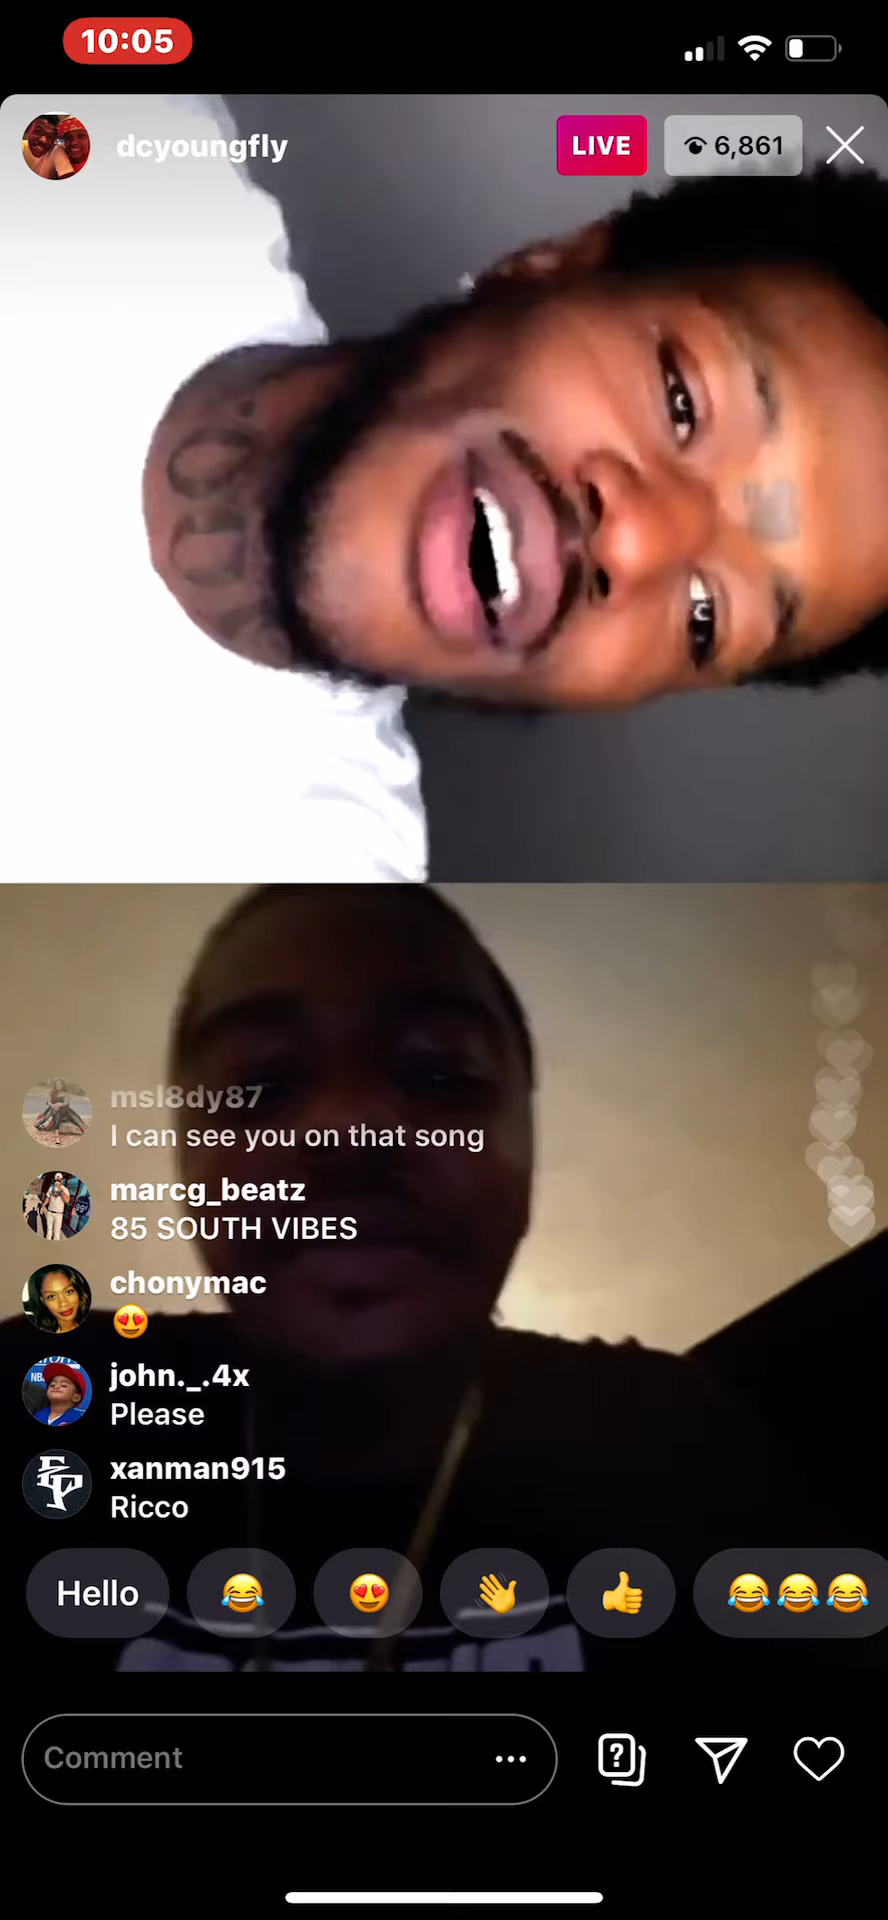 10:05
dcyoungfly LIVE 6,861
msl8dy87
I can see you on that song
marcg_beatz
85 SOUTH VIBES
chonymac
😍
john._.4x
Please
xanman915
Ricco
Hello 😂 😍 👋 👍 😂😂😂
Comment